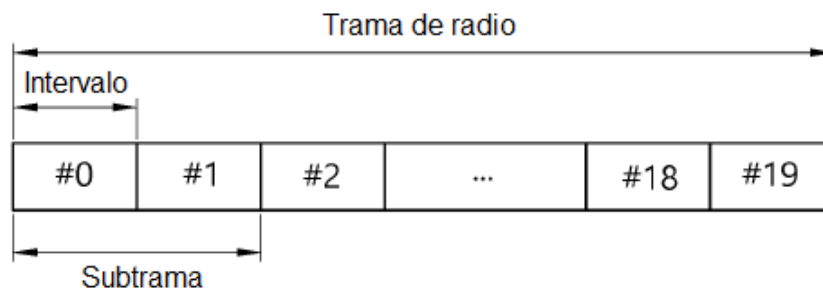 Trama de radio
Intervalo
#0 #1 #2 ... #18 #19
Subtrama